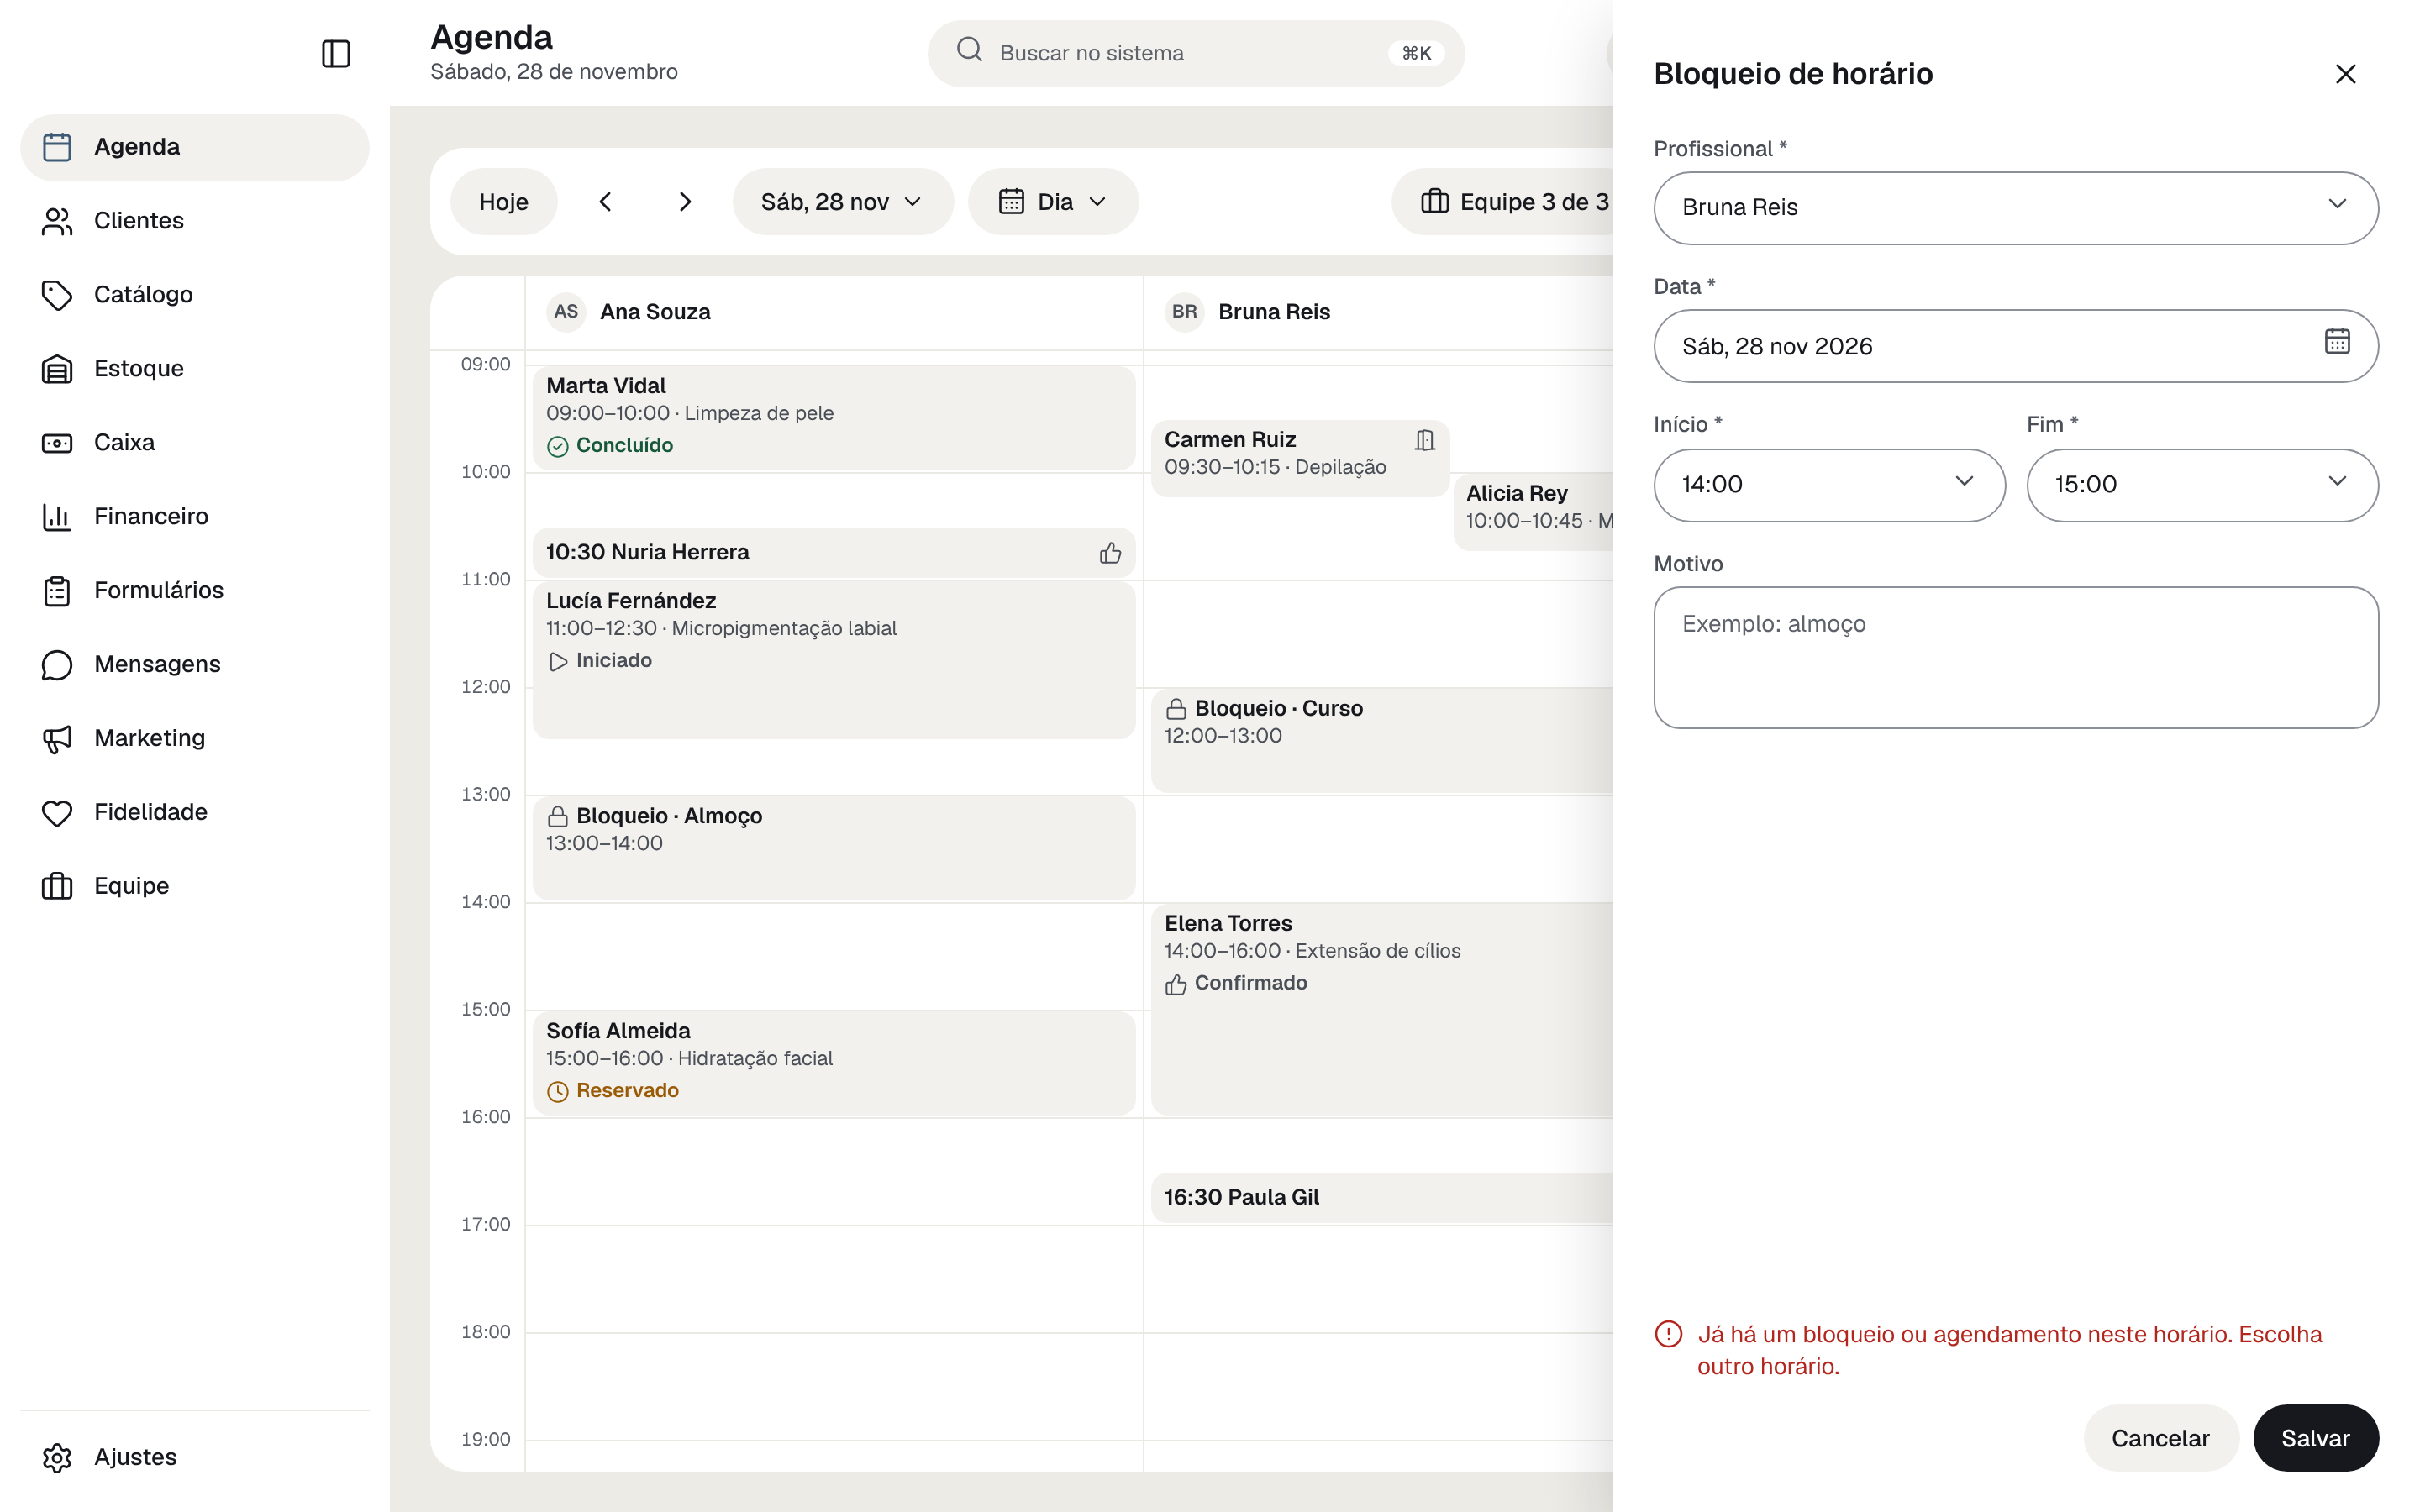 Agenda
Sábado, 28 de novembro
Buscar no sistema
⌘K
Agenda
Clientes
Catálogo
Estoque
Caixa
Financeiro
Formulários
Mensagens
Marketing
Fidelidade
Equipe
Ajustes
Hoje
Sáb, 28 nov
Dia
Equipe 3 de 3
AS Ana Souza
BR Bruna Reis
09:00
10:00
11:00
12:00
13:00
14:00
15:00
16:00
17:00
18:00
19:00
Marta Vidal
09:00–10:00 · Limpeza de pele
Concluído
10:30 Nuria Herrera
Lucía Fernández
11:00–12:30 · Micropigmentação labial
Iniciado
Bloqueio · Almoço
13:00–14:00
Sofía Almeida
15:00–16:00 · Hidratação facial
Reservado
Carmen Ruiz
09:30–10:15 · Depilação
Alicia Rey
10:00–10:45 · M
Bloqueio · Curso
12:00–13:00
Elena Torres
14:00–16:00 · Extensão de cílios
Confirmado
16:30 Paula Gil
Bloqueio de horário
Profissional *
Bruna Reis
Data *
Sáb, 28 nov 2026
Início *
Fim *
14:00
15:00
Motivo
Exemplo: almoço
Já há um bloqueio ou agendamento neste horário. Escolha
outro horário.
Cancelar
Salvar